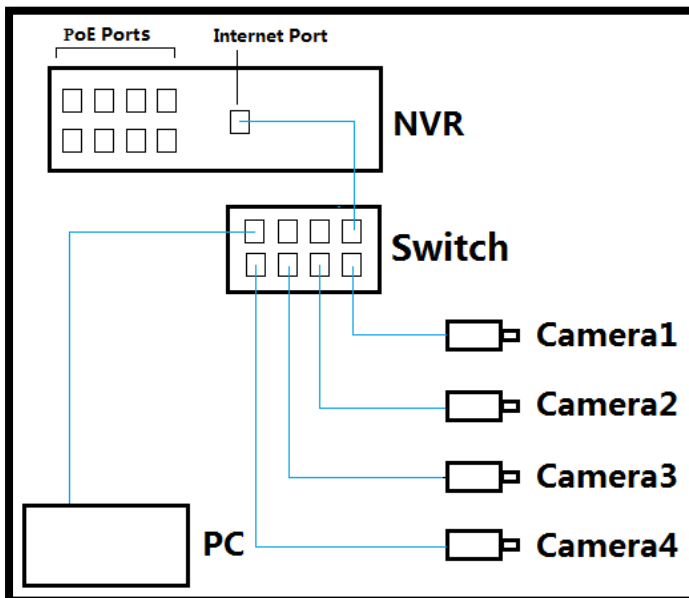 PoE Ports
Internet Port
NVR
Switch
Camera1
Camera2
Camera3
PC
Camera4